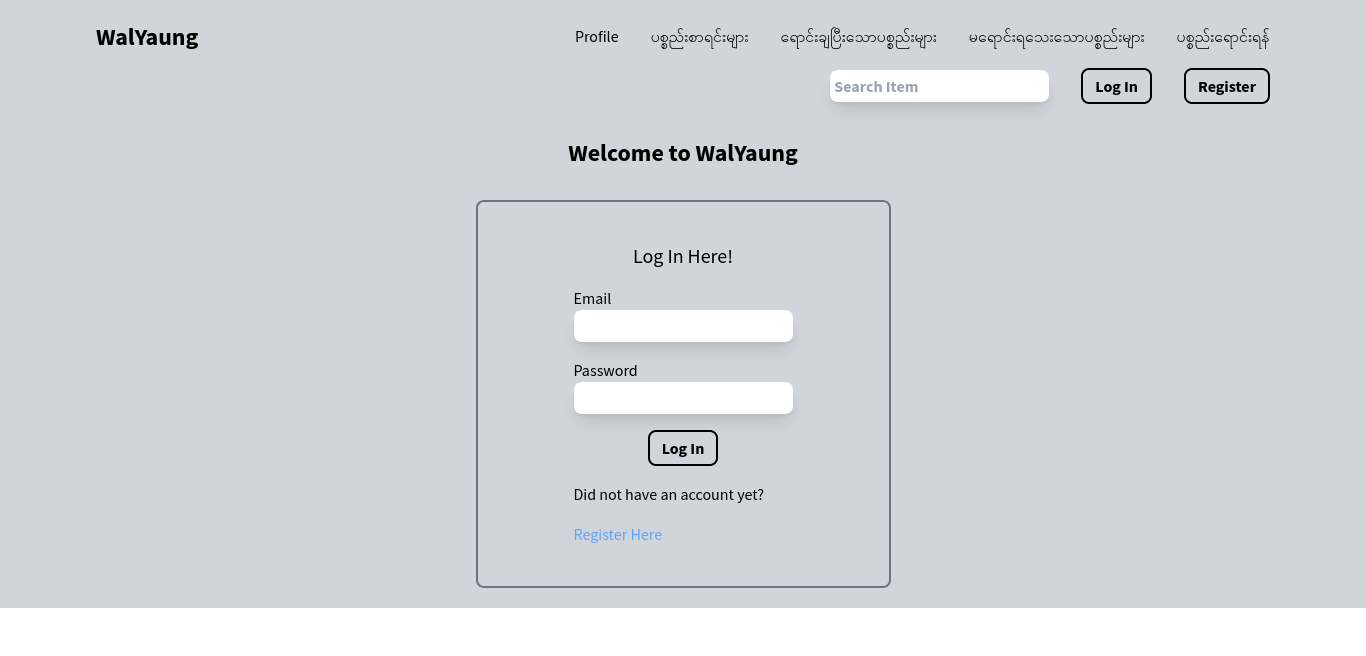 WalYaung
Profile ပစ္စည်းစာရင်းများ ရောင်းချပြီးသောပစ္စည်းများ မရောင်းရသေးသောပစ္စည်းများ ပစ္စည်းရောင်းရန်
Search Item Log In Register
Welcome to WalYaung
Log In Here!
Email
Password
Log In
Did not have an account yet?
Register Here